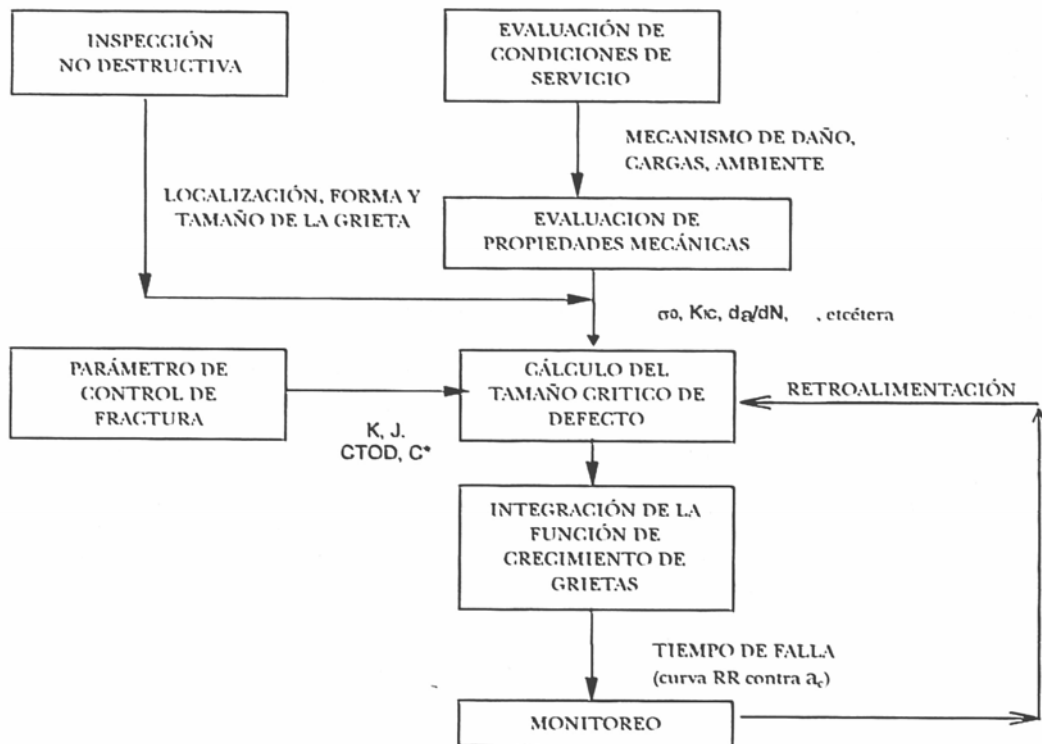 INSPECCIÓN
NO DESTRUCTIVA
EVALUACIÓN DE
CONDICIONES DE
SERVICIO
MECANISMO DE DAÑO,
CARGAS, AMBIENTE
LOCALIZACIÓN, FORMA Y
TAMAÑO DE LA GRIETA
EVALUACION DE
PROPIEDADES MECÁNICAS
σ0, KIC, da/dN, , etcétera
PARÁMETRO DE
CONTROL DE
FRACTURA
K, J.
CTOD, C*
CÁLCULO DEL
TAMAÑO CRITICO DE
DEFECTO
RETROALIMENTACIÓN
INTEGRACIÓN DE LA
FUNCIÓN DE
CRECIMIENTO DE
GRIETAS
TIEMPO DE FALLA
(curva RR contra ac)
MONITOREO